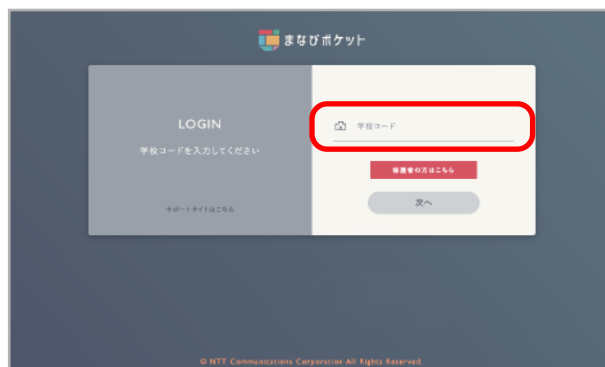 まなびポケット
LOGIN
学校コードを入力してください
サポートサイトはこちら
学校コード
保護者の方はこちら
次へ
© NTT Communications Corporation All Rights Reserved.